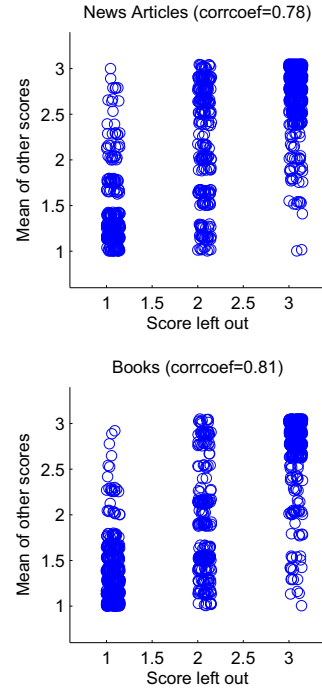 News Articles (corrcoef=0.78)
3
2.5
2
1.5
1
Mean of other scores
1 1.5 2 2.5 3
Score left out
Books (corrcoef=0.81)
3
2.5
2
1.5
1
Mean of other scores
1 1.5 2 2.5 3
Score left out